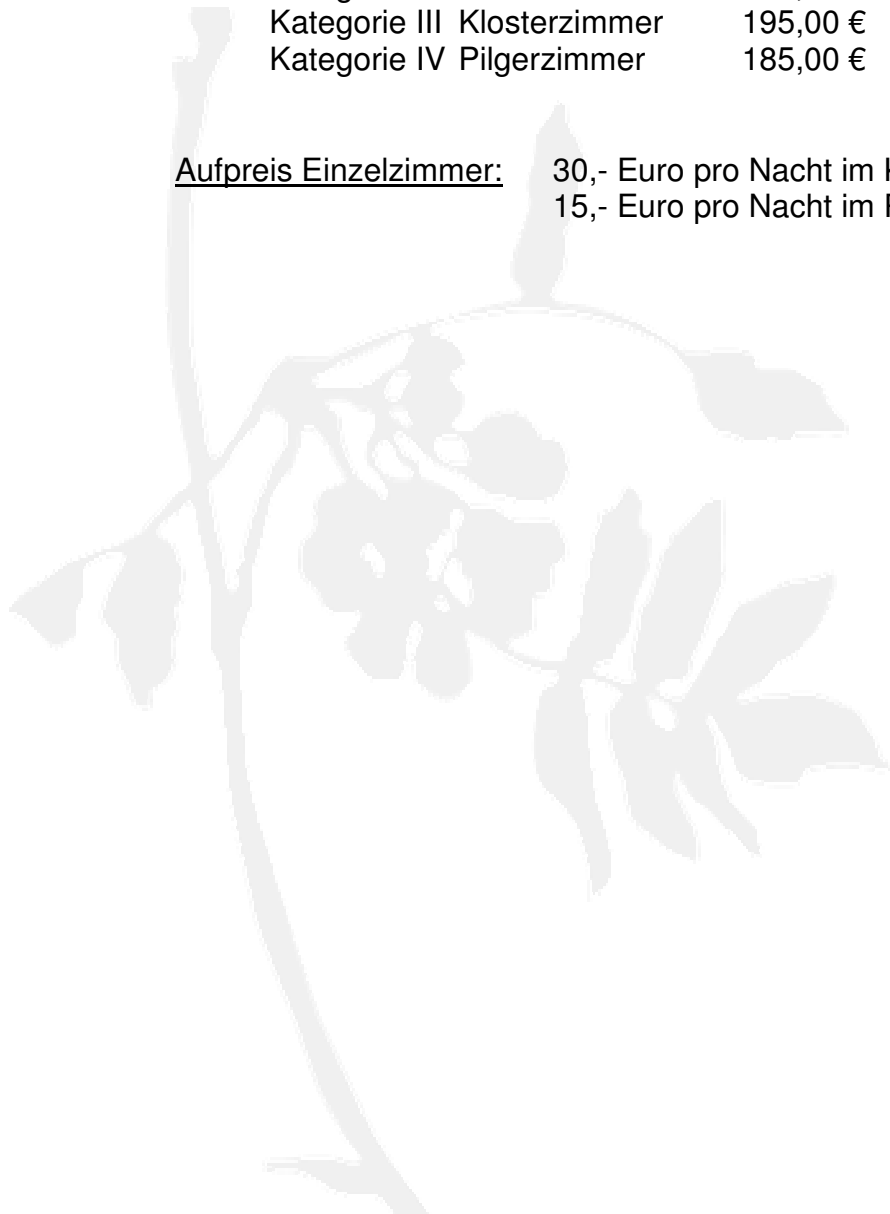 Kategorie III Klosterzimmer 195,00 €
Kategorie IV Pilgerzimmer 185,00 €
Aufpreis Einzelzimmer: 30,- Euro pro Nacht im
15,- Euro pro Nacht im